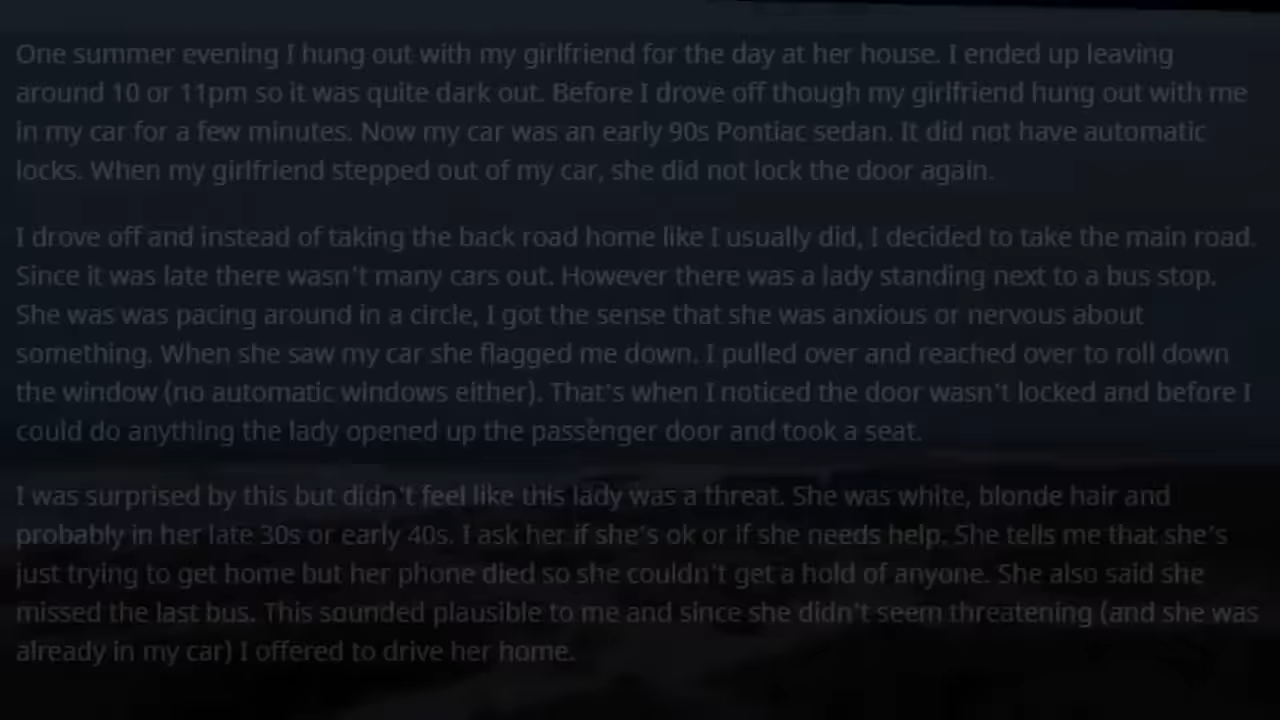 One summer evening I hung out with my girlfriend for the day at her house. I ended up leaving
around 10 or 11pm so it was quite dark out. Before I drove off though my girlfriend hung out with me
in my car for a few minutes. Now my car was an early 90s Pontiac sedan. It did not have automatic
locks. When my girlfriend stepped out of my car, she did not lock the door again.
I drove off and instead of taking the back road home like I usually did, I decided to take the main road.
Since it was late there wasn't many cars out. However there was a lady standing next to a bus stop.
She was was pacing around in a circle, I got the sense that she was anxious or nervous about
something. When she saw my car she flagged me down. I pulled over and reached over to roll down
the window (no automatic windows either). That's when I noticed the door wasn't locked and before I
could do anything the lady opened up the passenger door and took a seat.
I was surprised by this but didn't feel like this lady was a threat. She was white, blonde hair and
probably in her late 30s or early 40s. I ask her if she's ok or if she needs help. She tells me that she's
just trying to get home but her phone died so she couldn't get a hold of anyone. She also said she
missed the last bus. This sounded plausible to me and since she didn't seem threatening (and she was
already in my car) I offered to drive her home.